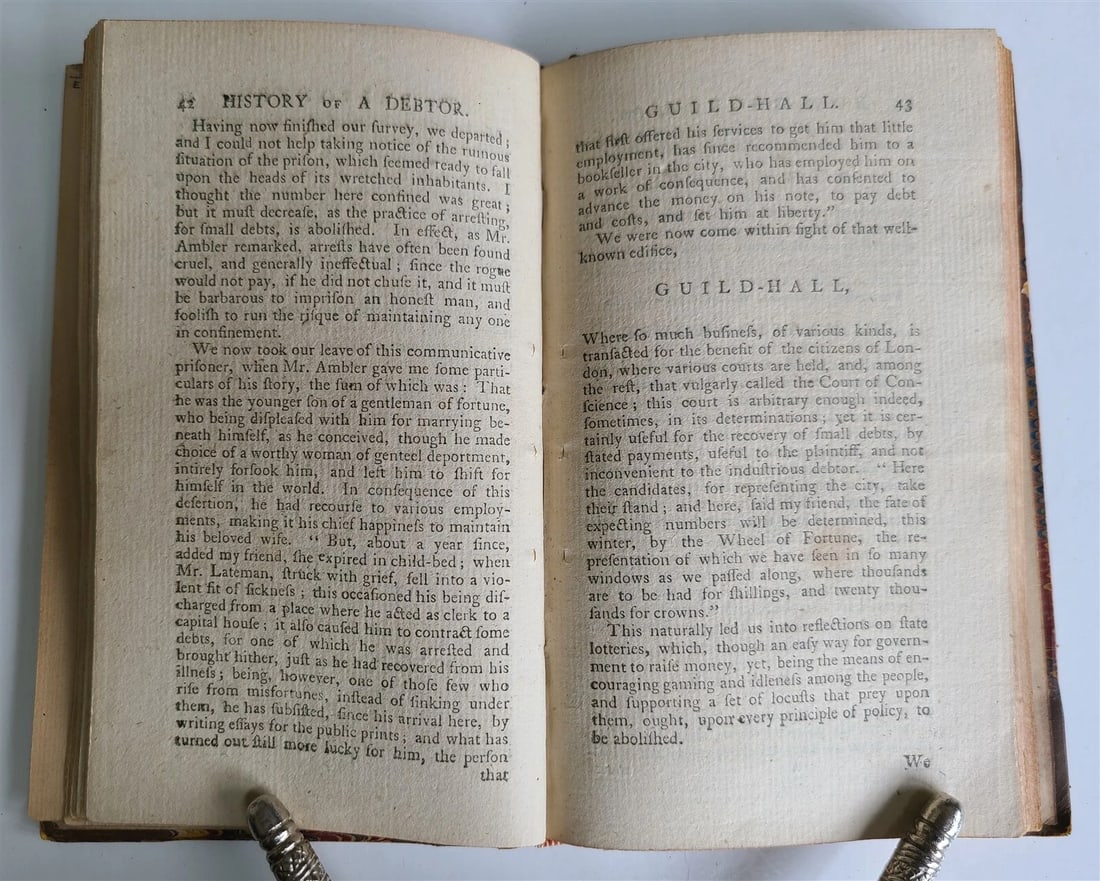 42 HISTORY OF A DEBTOR.
Having now finiſhed our ſurvey, we departed;
and I could not help taking notice of the ruinous
ſituation of the priſon, which ſeemed ready to fall
upon the heads of its wretched inhabitants. I
thought the number here confined was great;
but it muſt decreaſe, as the practice of arreſting,
for ſmall debts, is aboliſhed. In effect, as Mr.
Ambler remarked, arreſts have often been found
cruel, and generally ineffectual; ſince the rogue
would not pay, if he did not chuſe it, and it muſt
be barbarous to impriſon an honeſt man, and
fooliſh to run the riſque of maintaining any one
in confinement.
We now took our leave of this communicative
priſoner, when Mr. Ambler gave me ſome parti-
culars of his ſtory, the ſum of which was: That
he was the younger ſon of a gentleman of fortune,
who being diſpleaſed with him for marrying be-
neath himſelf, as he conceived, though he made
choice of a worthy woman of genteel deportment,
intirely forſook him, and left him to ſhift for
himſelf in the world. In conſequence of this
deſertion, he had recourſe to various employ-
ments, making it his chief happineſs to maintain
his beloved wife. "But, about a year ſince,
added my friend, ſhe expired in child-bed; when
Mr. Lateman, ſtruck with grief, fell into a vio-
lent fit of ſickneſs; this occaſioned his being diſ-
charged from a place where he acted as clerk to a
capital houſe; it alſo cauſed him to contract ſome
debts, for one of which he was arreſted and
brought hither, juſt as he had recovered from his
illneſs; being, however, one of thoſe few who
riſe from misfortunes, inſtead of ſinking under
them, he has ſubſiſted, ſince his arrival here, by
writing eſſays for the public prints; and what has
turned out ſtill more lucky for him, the perſon
that
GUILD-HALL. 43
that firſt offered his ſervices to get him that little
employment, has ſince recommended him to a
bookſeller in the city, who has employed him on
a work of conſequence, and has conſented to
advance the money on his note, to pay debt
and coſts, and ſet him at liberty."
We were now come within ſight of that well-
known edifice,
GUILD-HALL,
Where ſo much buſineſs, of various kinds, is
tranſacted for the benefit of the citizens of Lon-
don, where various courts are held, and, among
the reſt, that vulgarly called the Court of Con-
ſcience; this court is arbitrary enough indeed,
ſometimes, in its determinations; yet it is cer-
tainly uſeful for the recovery of ſmall debts, by
ſtated payments, uſeful to the plaintiff, and not
inconvenient to the induſtrious debtor. "Here
the candidates, for repreſenting the city, take
their ſtand; and here, ſaid my friend, the fate of
expecting numbers will be determined, this
winter, by the Wheel of Fortune, the re-
preſentation of which we have ſeen in ſo many
windows as we paſſed along, where thouſands
are to be had for ſhillings, and twenty thou-
ſands for crowns."
This naturally led us into reflections on ſtate
lotteries, which, though an eaſy way for govern-
ment to raiſe money, yet, being the means of en-
couraging gaming and idleneſs among the people,
and ſupporting a ſet of locuſts that prey upon
them, ought, upon every principle of policy, to
be aboliſhed.
We